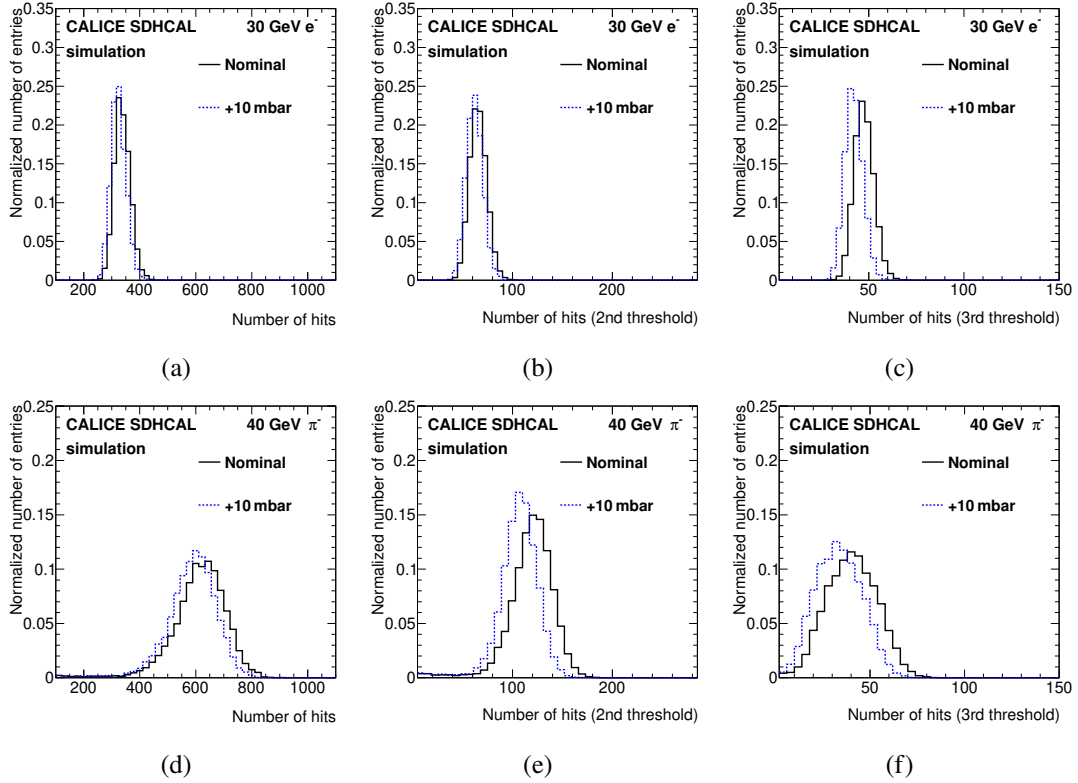 Normalized number of entries
0.35
0.3
0.25
0.2
0.15
0.1
0.05
0
CALICE SDHCAL 30 GeV e-
simulation
Nominal
+10 mbar
200 400 600 800 1000
Number of hits
(a)
Normalized number of entries
0.35
0.3
0.25
0.2
0.15
0.1
0.05
0
CALICE SDHCAL 30 GeV e-
simulation
Nominal
+10 mbar
100 200
Number of hits (2nd threshold)
(b)
Normalized number of entries
0.35
0.3
0.25
0.2
0.15
0.1
0.05
0
CALICE SDHCAL 30 GeV e-
simulation
Nominal
+10 mbar
50 100 150
Number of hits (3rd threshold)
(c)
Normalized number of entries
0.25
0.2
0.15
0.1
0.05
0
CALICE SDHCAL 40 GeV π-
simulation
Nominal
+10 mbar
200 400 600 800 1000
Number of hits
(d)
Normalized number of entries
0.25
0.2
0.15
0.1
0.05
0
CALICE SDHCAL 40 GeV π-
simulation
Nominal
+10 mbar
100 200
Number of hits (2nd threshold)
(e)
Normalized number of entries
0.25
0.2
0.15
0.1
0.05
0
CALICE SDHCAL 40 GeV π-
simulation
Nominal
+10 mbar
50 100 150
Number of hits (3rd threshold)
(f)